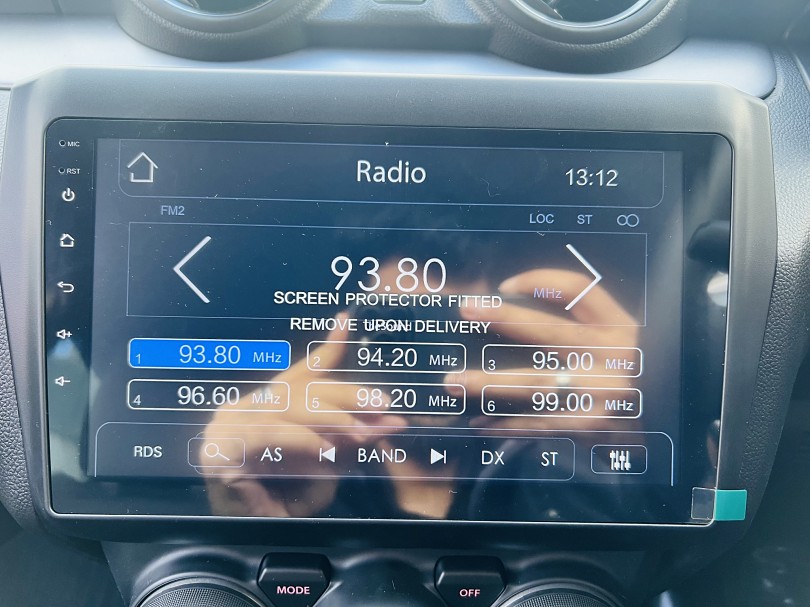 MIC
Radio
13:12
RST
FM2
LOC ST
93.80
MHz
SCREEN PROTECTOR FITTED
REMOVE UPON DELIVERY
1 93.80 MHz
2 94.20 MHz
3 95.00 MHz
4 96.60 MHz
5 98.20 MHz
6 99.00 MHz
RDS AS BAND DX ST
MODE
OFF